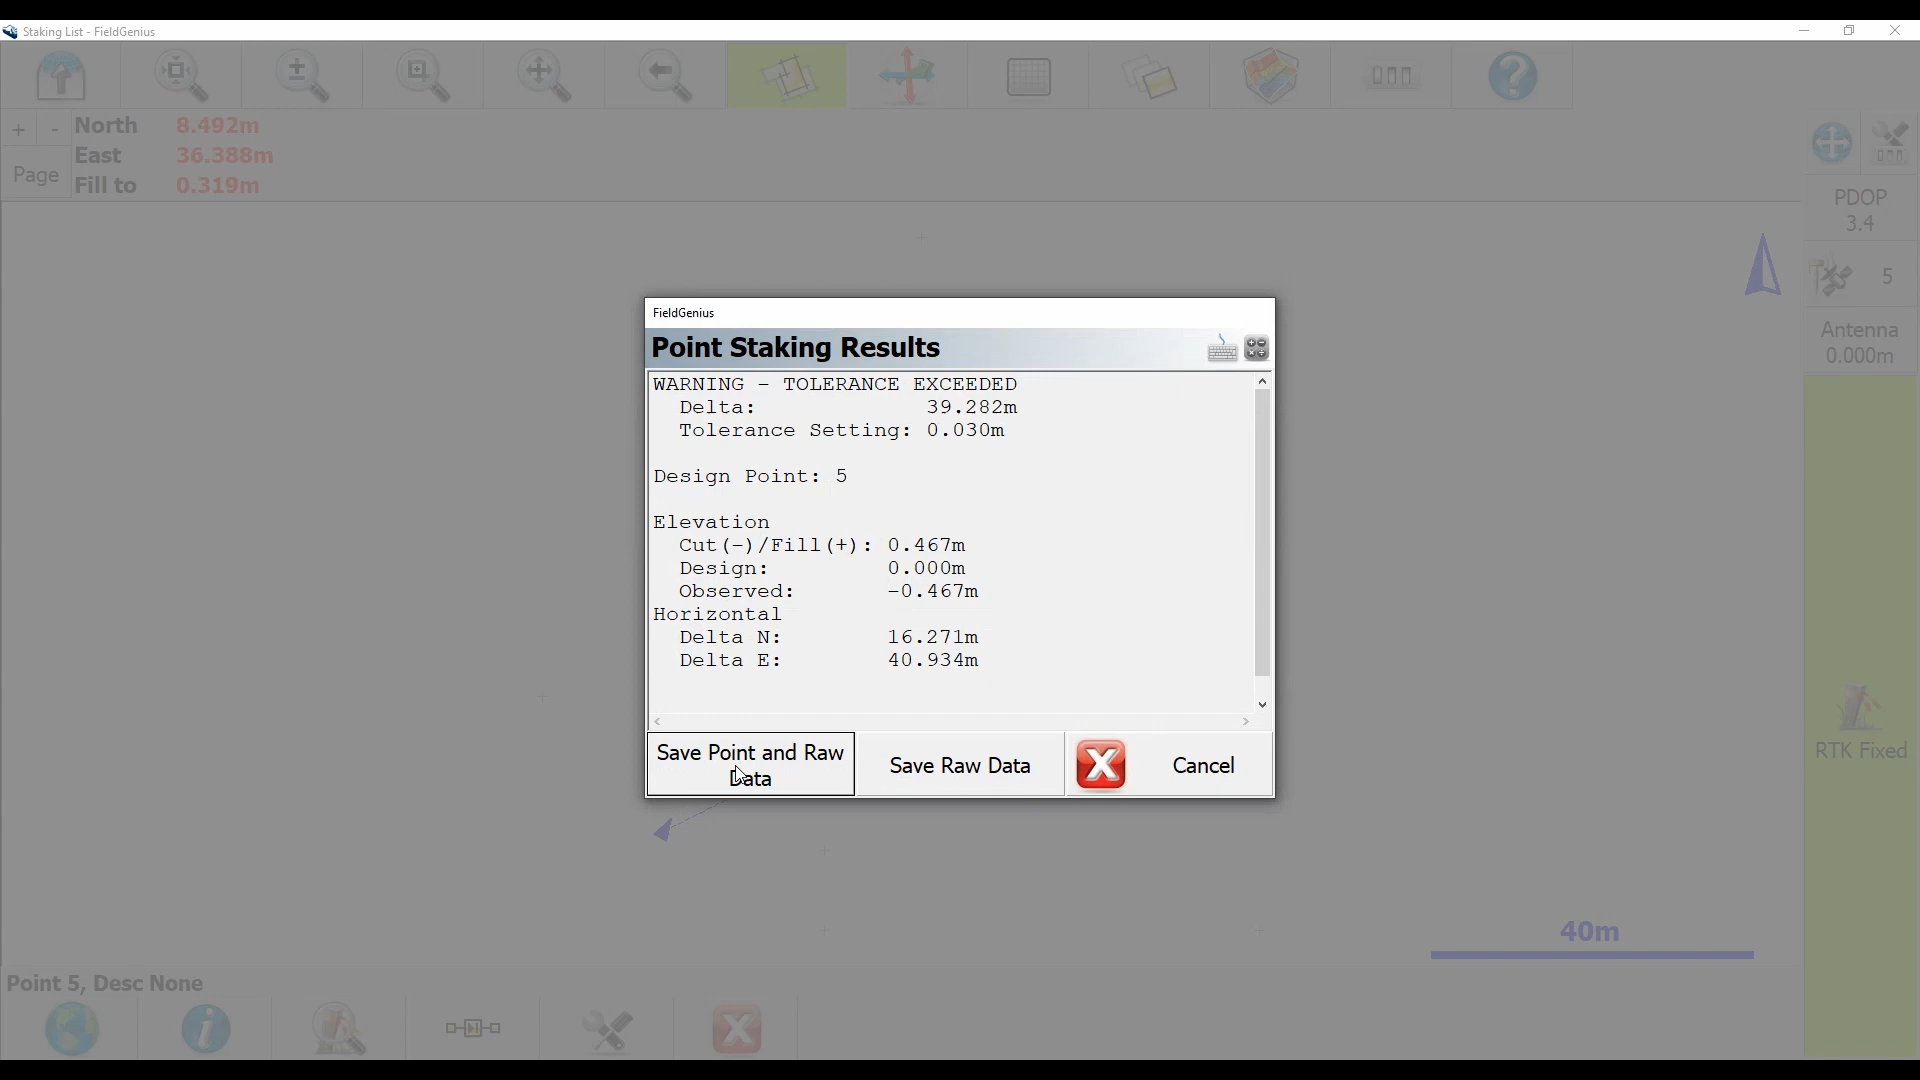 Staking List - FieldGenius
+ - North 8.492m
East 36.388m
Page
Fill to 0.319m
PDOP
3.4
5
Antenna
0.000m
FieldGenius
Point Staking Results
WARNING - TOLERANCE EXCEEDED
Delta: 39.282m
Tolerance Setting: 0.030m
Design Point: 5
Elevation
Cut(-)/Fill(+): 0.467m
Design: 0.000m
Observed: -0.467m
Horizontal
Delta N: 16.271m
Delta E: 40.934m
Save Point and Raw
Data
Save Raw Data
Cancel
RTK Fixed
40m
Point 5, Desc None